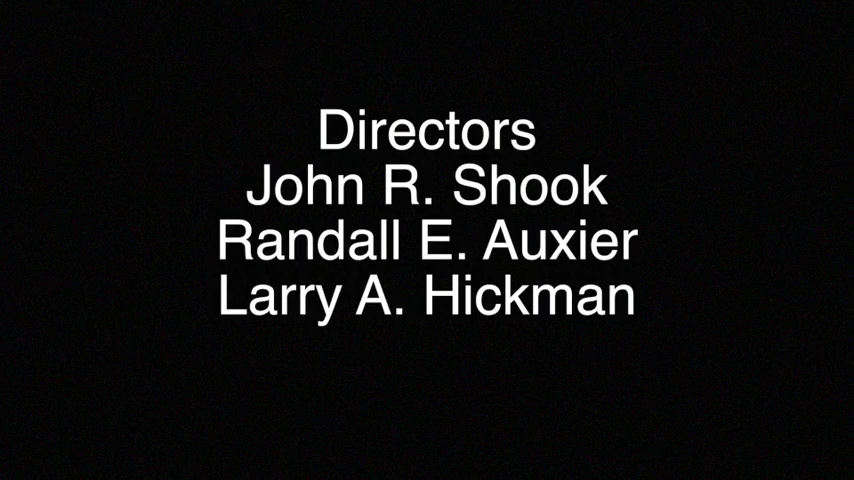 Directors
John R. Shook
Randall E. Auxier
Larry A. Hickman